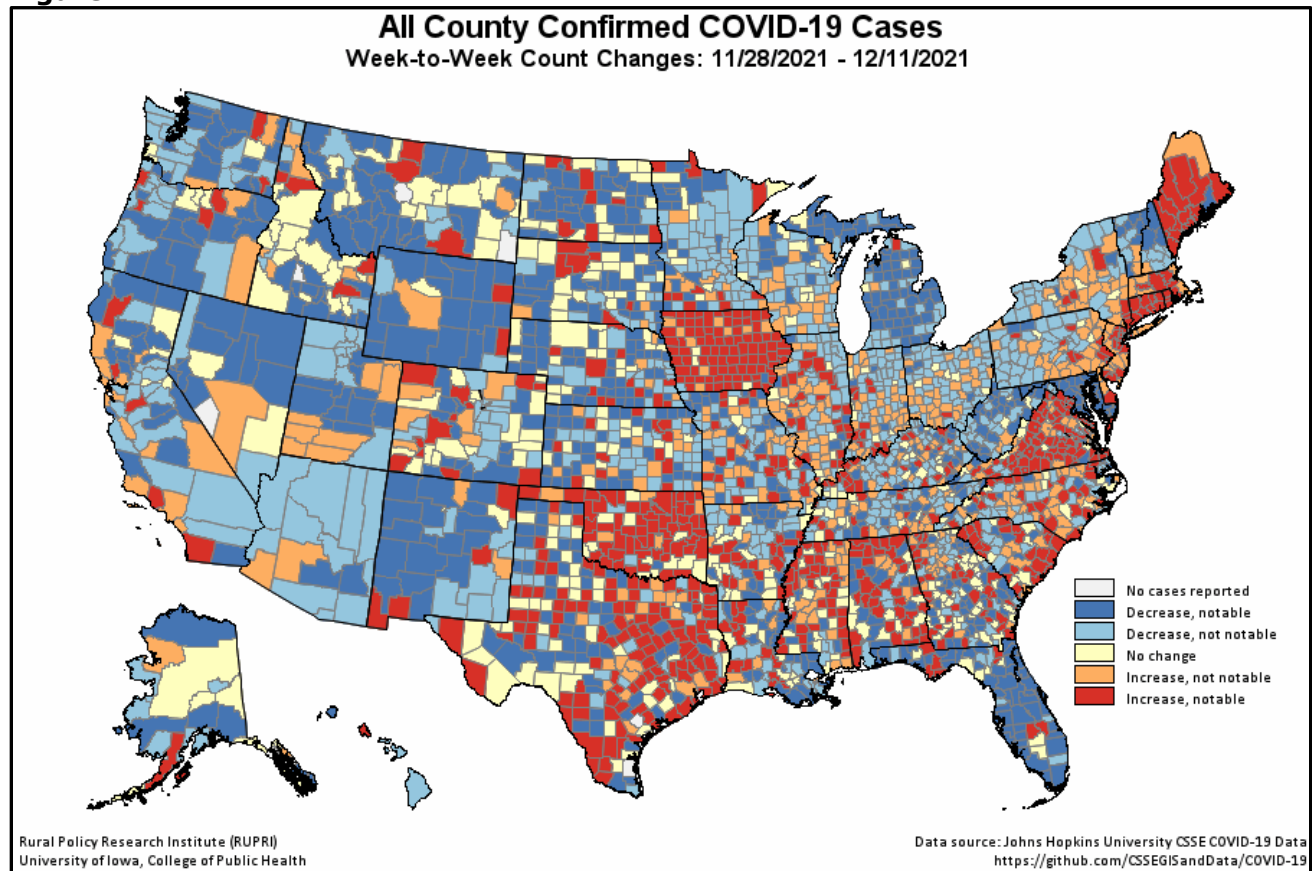 All County Confirmed COVID-19 Cases
Week-to-Week Count Changes: 11/28/2021 - 12/11/2021
No cases reported
Decrease, notable
Decrease, not notable
No change
Increase, not notable
Increase, notable
Rural Policy Research Institute (RUPRI)
University of Iowa, College of Public Health
Data source: Johns Hopkins University CSSE COVID-19 Data
https://github.com/CSSEGISandData/COVID-19